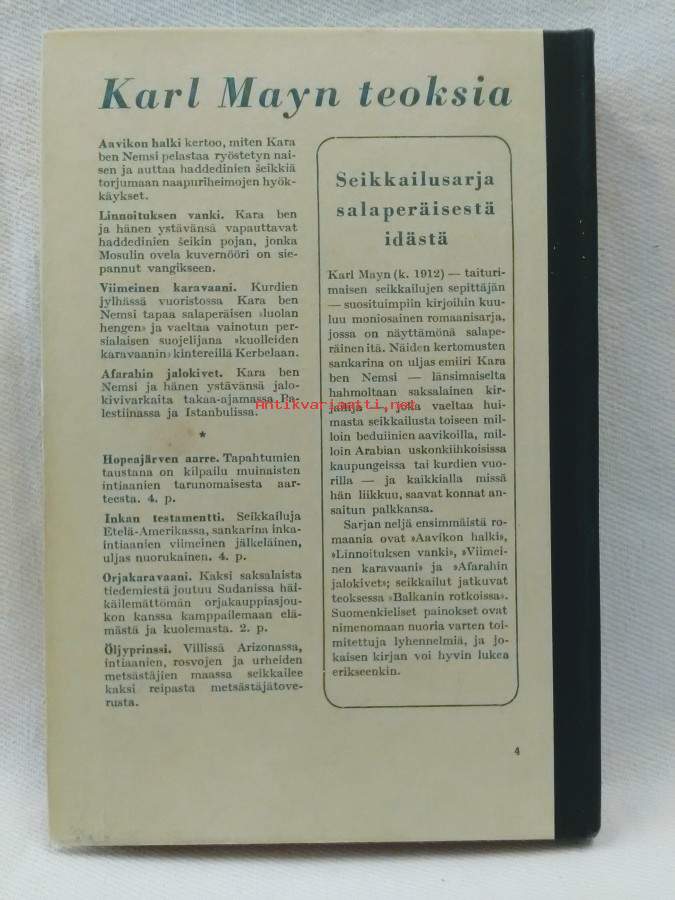 Karl Mayn teoksia
Aavikon halki kertoo, miten Kara
ben Nemsi pelastaa ryöstetyn nai-
sen ja auttaa haddedinien šeikkiä
torjumaan naapuriheimojen hyök-
käykset.
Linnoituksen vanki. Kara ben
ja hänen ystävänsä vapauttavat
haddedinien šeikin pojan, jonka
Mosulin ovela kuvernööri on sie-
pannut vangikseen.
Viimeinen karavaani. Kurdien
jylhässä vuoristossa Kara ben
Nemsi tapaa salaperäisen »luolan
hengen» ja vaeltaa vainotun per-
sialaisen suojelijana »kuolleiden
karavaanin» kintereillä Kerbelaan.
Afarahin jalokivet. Kara ben
Nemsi ja hänen ystävänsä jalo-
kivivarkaita takaa-ajamassa Pa-
lestiinassa ja Istanbulissa.
*
Hopeajärven aarre. Tapahtumien
taustana on kilpailu muinaisten
intiaanien tarunomaisesta aar-
teesta. 4. p.
Inkan testamentti. Seikkailuja
Etelä-Amerikassa, sankarina inka-
intiaanien viimeinen jälkeläinen,
uljas nuorukainen. 4. p.
Orjakaravaani. Kaksi saksalaista
tiedemiestä joutuu Sudanissa häi-
käilemättömän orjakauppiasjou-
kon kanssa kamppailemaan elä-
mästä ja kuolemasta. 2. p.
Öljyprinssi. Villissä Arizonassa,
intiaanien, rosvojen ja urheiden
metsästäjien maassa seikkailee
kaksi reipasta metsästäjätove-
rusta.
Seikkailusarja
salaperäisestä
idästä
Karl Mayn (k. 1912) — taituri-
maisen seikkailujen sepittäjän
— suosituimpiin kirjoihin kuu-
luu moniosainen romaanisarja,
jossa on näyttämönä salape-
räinen itä. Näiden kertomusten
sankarina on uljas emiiri Kara
ben Nemsi — länsimaiselta
hahmoltaan saksalainen kir-
jailija — joka vaeltaa hui-
masta seikkailusta toiseen mil-
loin beduiinien aavikoilla, mil-
loin Arabian uskonkiihkoisissa
kaupungeissa tai kurdien vuo-
rilla — ja kaikkialla missä
hän liikkuu, saavat konnat an-
saitun palkkansa.
Sarjan neljä ensimmäistä ro-
maania ovat »Aavikon halki»,
»Linnoituksen vanki», »Viimei-
nen karavaani» ja »Afarahin
jalokivet»; seikkailut jatkuvat
teoksessa »Balkanin rotkoissa».
Suomenkieliset painokset ovat
nimenomaan nuoria varten toi-
mitettuja lyhennelmiä, ja jo-
kaisen kirjan voi hyvin lukea
erikseenkin.
4
Antikvariaatti.net